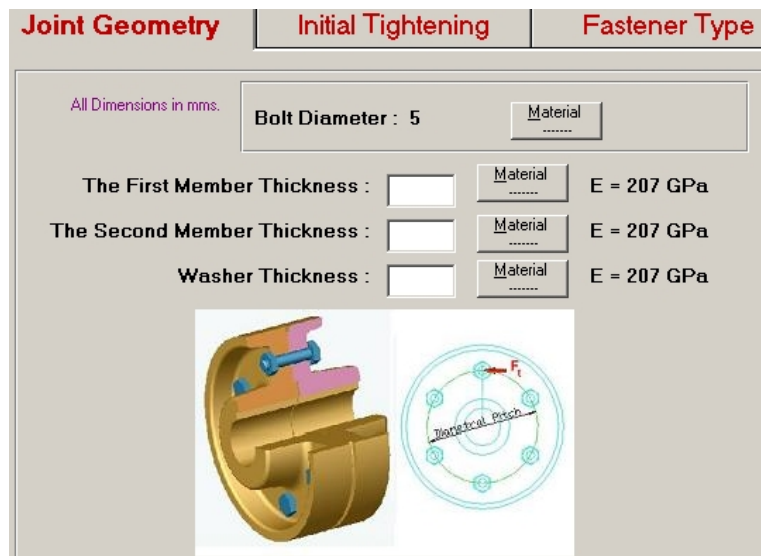 Joint Geometry Initial Tightening Fastener Type
All Dimensions in mms.
Bolt Diameter : 5 Material
-------
The First Member Thickness : Material E = 207 GPa
-------
The Second Member Thickness : Material E = 207 GPa
-------
Washer Thickness : Material E = 207 GPa
-------
Ft
Diametral Pitch